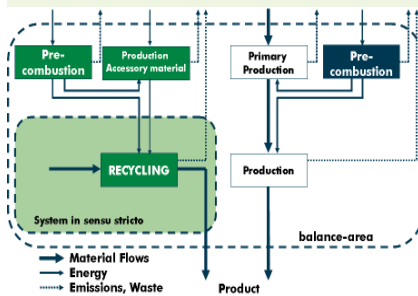 Pre-
combustion
Production
Accessory material
Primary
Production
Pre-
combustion
RECYCLING
Production
System in sensu stricto
balance-area
Material Flows
Energy
Emissions, Waste
Product